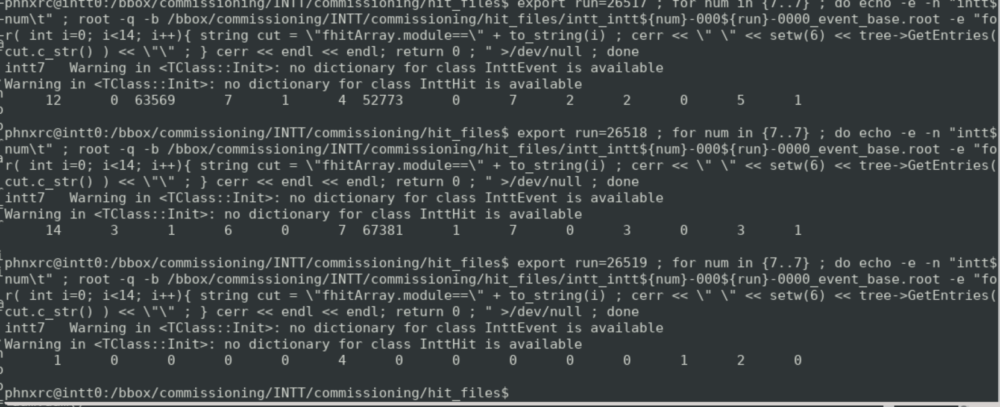 phnxrc@intt0:/bbox/commissioning/INTT/commissioning/hit_files$ export run=26517 ; for num in {7..7} ; do echo -e -n "intt$
num\t" ; root -q -b /bbox/commissioning/INTT/commissioning/hit_files/intt_intt${num}-000${run}-0000_event_base.root -e "fo
r( int i=0; i<14; i++){ string cut = \"fhitArray.module==\" + to_string(i) ; cerr << \" \" << setw(6) << tree->GetEntries(
cut.c_str() ) << \"\" ; } cerr << endl << endl; return 0 ; " >/dev/null ; done
intt7   Warning in <TClass::Init>: no dictionary for class InttEvent is available
Warning in <TClass::Init>: no dictionary for class InttHit is available
     12      0  63569      7      1      4  52773      0      7      2      2      0      5      1
phnxrc@intt0:/bbox/commissioning/INTT/commissioning/hit_files$ export run=26518 ; for num in {7..7} ; do echo -e -n "intt$
num\t" ; root -q -b /bbox/commissioning/INTT/commissioning/hit_files/intt_intt${num}-000${run}-0000_event_base.root -e "fo
r( int i=0; i<14; i++){ string cut = \"fhitArray.module==\" + to_string(i) ; cerr << \" \" << setw(6) << tree->GetEntries(
cut.c_str() ) << \"\" ; } cerr << endl << endl; return 0 ; " >/dev/null ; done
intt7   Warning in <TClass::Init>: no dictionary for class InttEvent is available
Warning in <TClass::Init>: no dictionary for class InttHit is available
     14      3      1      6      0      7  67381      1      7      0      3      0      3      1
phnxrc@intt0:/bbox/commissioning/INTT/commissioning/hit_files$ export run=26519 ; for num in {7..7} ; do echo -e -n "intt$
num\t" ; root -q -b /bbox/commissioning/INTT/commissioning/hit_files/intt_intt${num}-000${run}-0000_event_base.root -e "fo
r( int i=0; i<14; i++){ string cut = \"fhitArray.module==\" + to_string(i) ; cerr << \" \" << setw(6) << tree->GetEntries(
cut.c_str() ) << \"\" ; } cerr << endl << endl; return 0 ; " >/dev/null ; done
intt7   Warning in <TClass::Init>: no dictionary for class InttEvent is available
Warning in <TClass::Init>: no dictionary for class InttHit is available
      1      0      0      0      0      4      0      0      0      0      0      1      2      0
phnxrc@intt0:/bbox/commissioning/INTT/commissioning/hit_files$